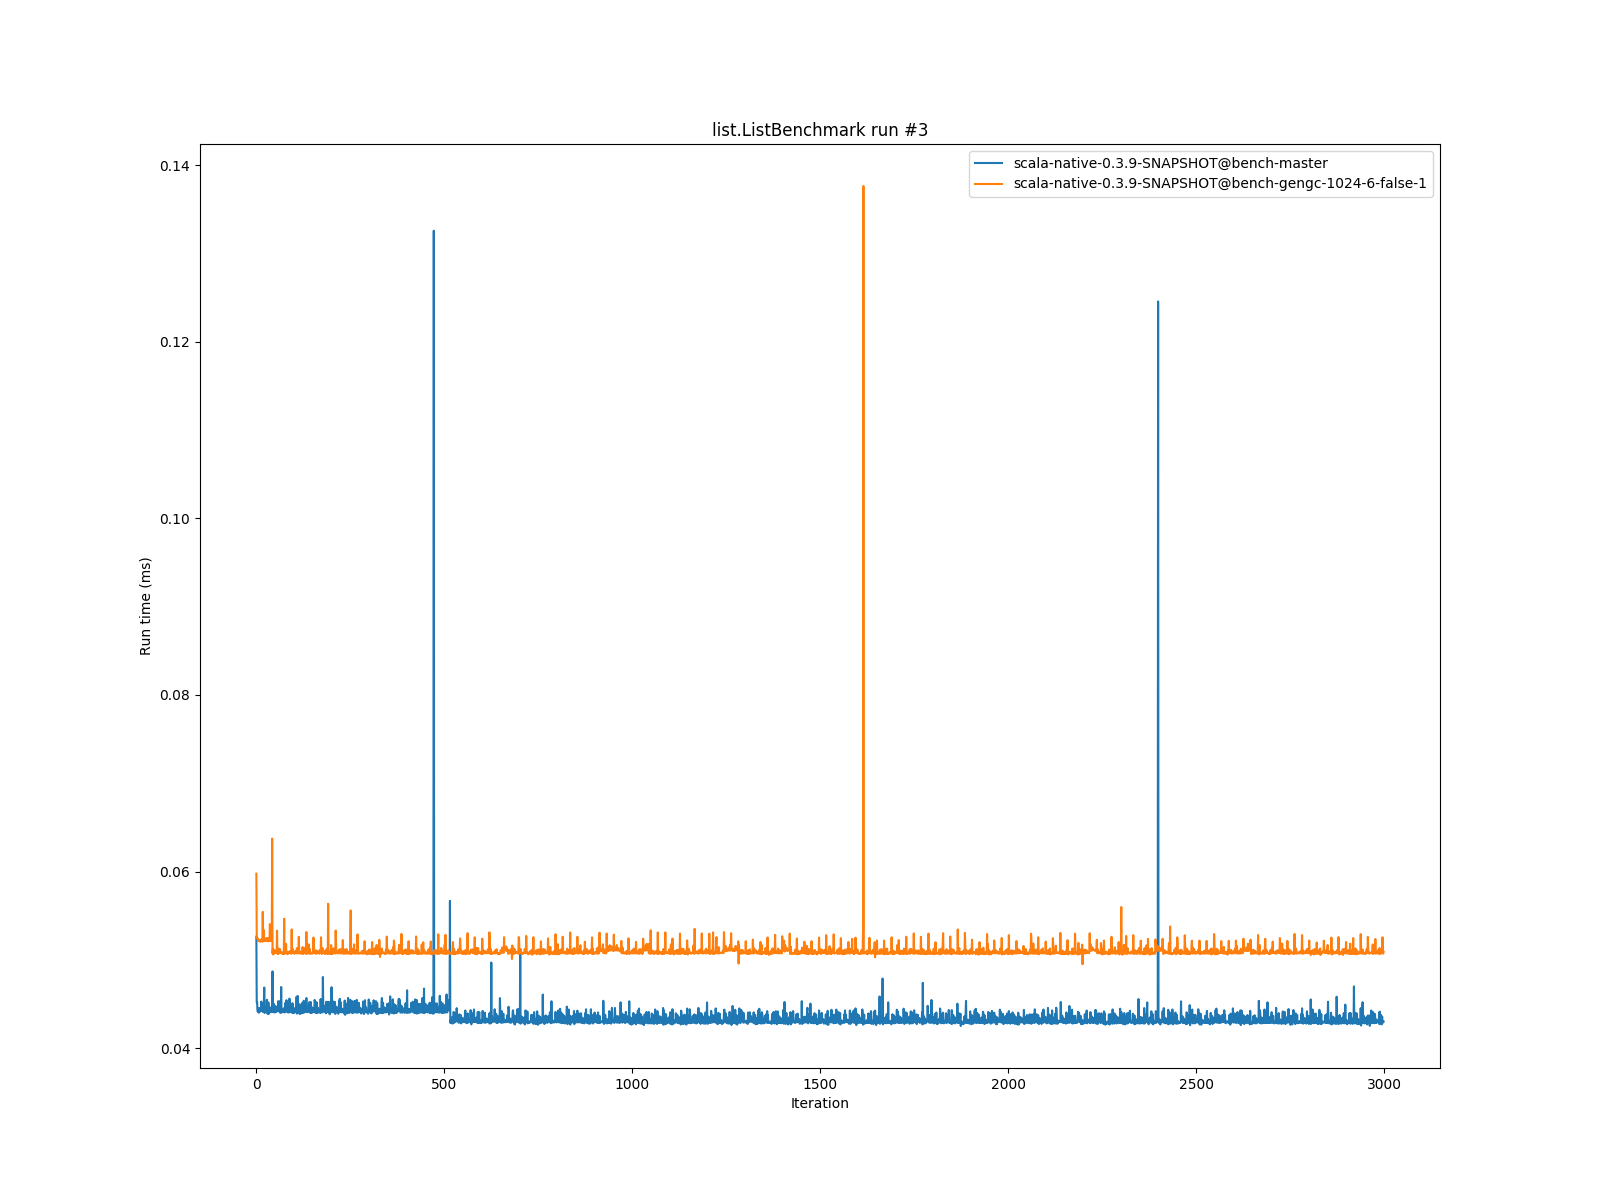 list.ListBenchmark run #3
scala-native-0.3.9-SNAPSHOT@bench-master
scala-native-0.3.9-SNAPSHOT@bench-gengc-1024-6-false-1
0.14
0.12
0.10
0.08
0.06
0.04
Run time (ms)
0 500 1000 1500 2000 2500 3000
Iteration